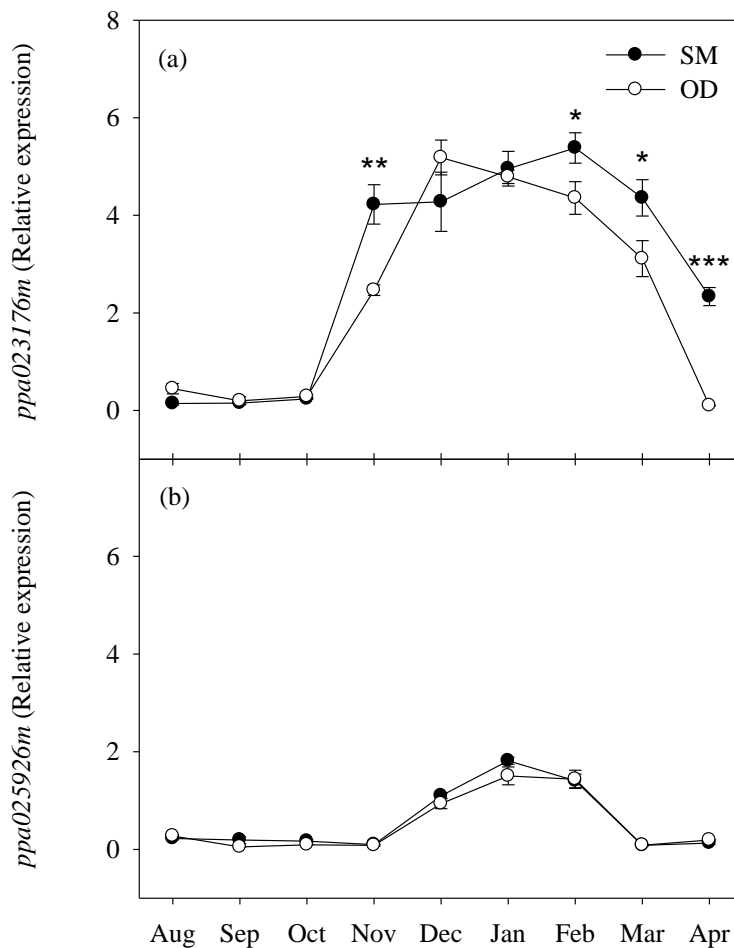 8
(a)
SM
OD
*
6
**
*
4
***
2
0
ppa023176m (Relative expression)
(b)
6
4
2
0
ppa025926m (Relative expression)
Aug Sep Oct Nov Dec Jan Feb Mar Apr